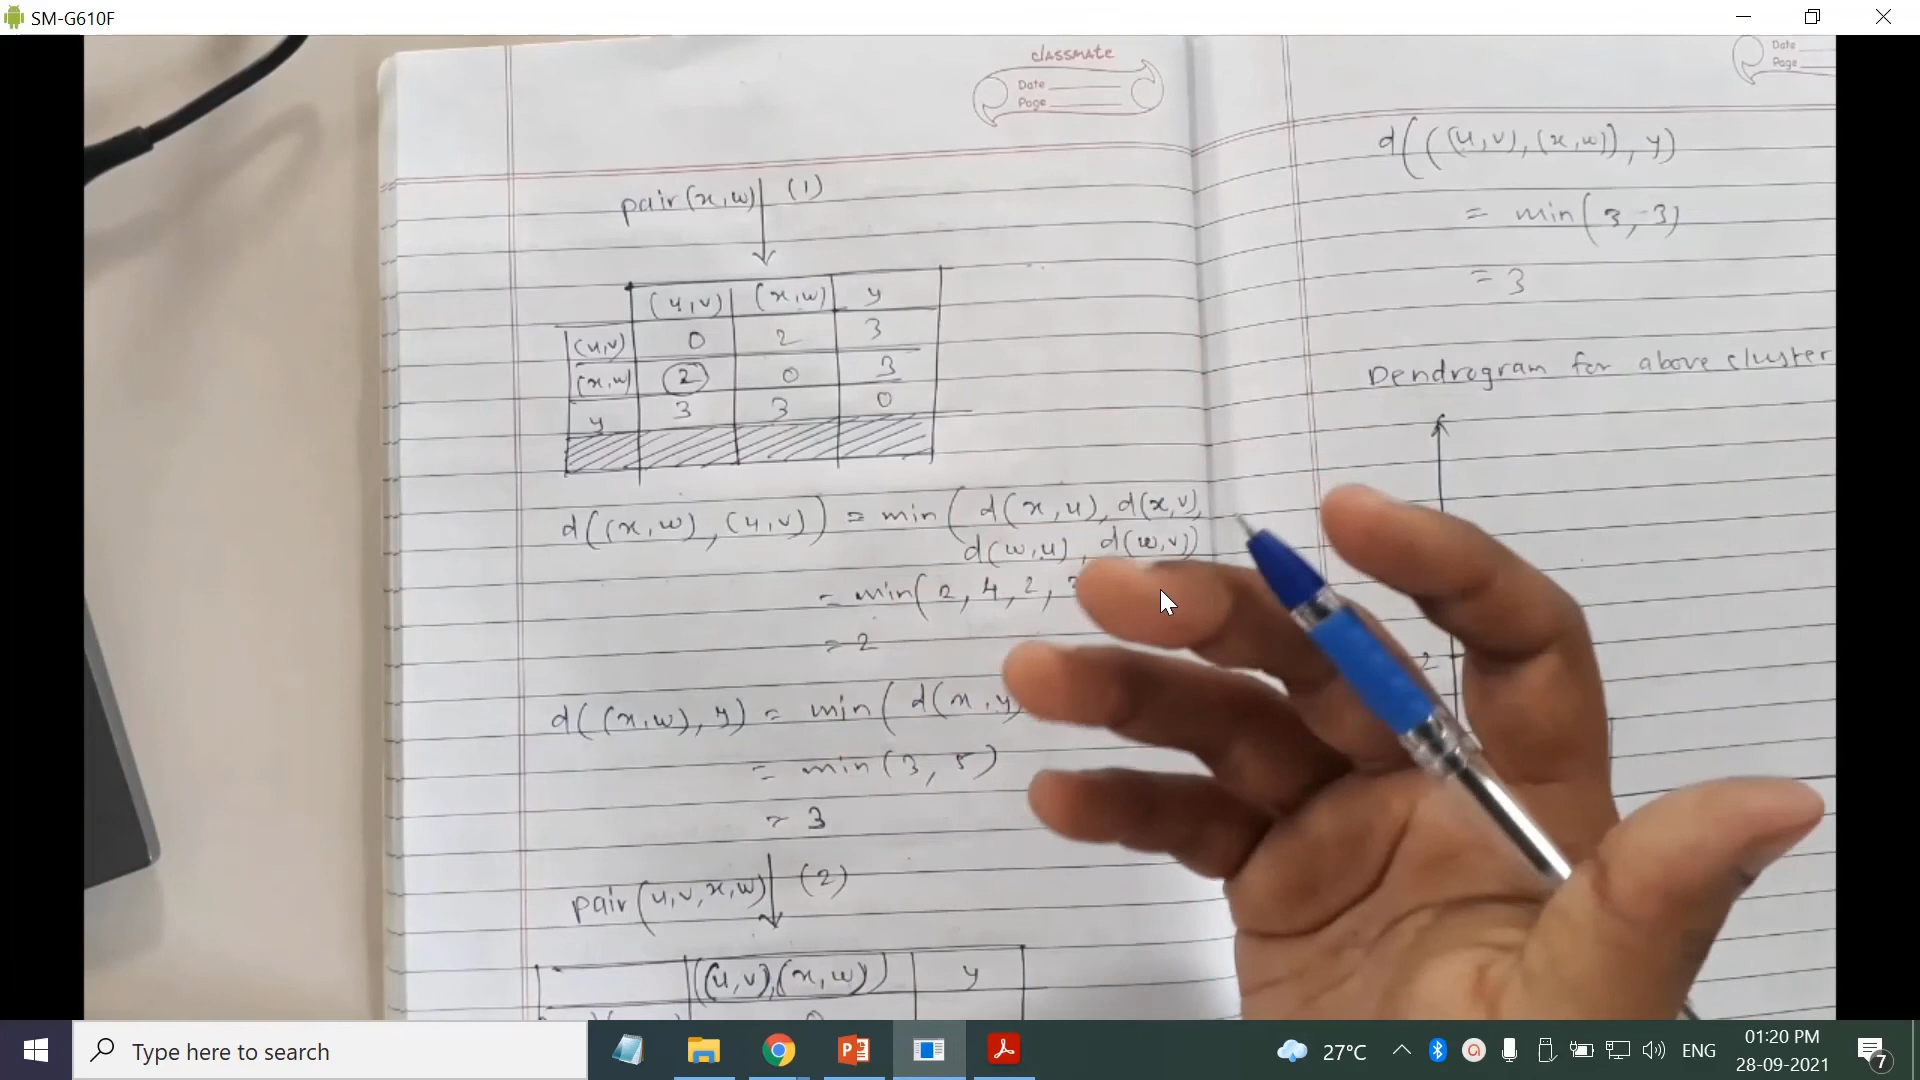 SM-G610F
classmate
Date
Page
pair(x,w) (1)
(u,v) (x,w) y
(u,v) 0 2 3
(x,w) 2 0 3
y 3 3 0
d((x,w),(u,v)) = min(d(x,u), d(x,v),
d(w,u), d(w,v))
= min(2, 4, 2,
= 2
d((x,w), y) = min(d(x,y)
= min(3, 5)
= 3
pair(u,v,x,w) (2)
((u,v),(x,w)) y
0
Date
Page
d(((u,v),(x,w)), y)
= min(3, 3)
= 3
Dendrogram for above cluster
2
Type here to search
27°C
ENG
01:20 PM
28-09-2021
7